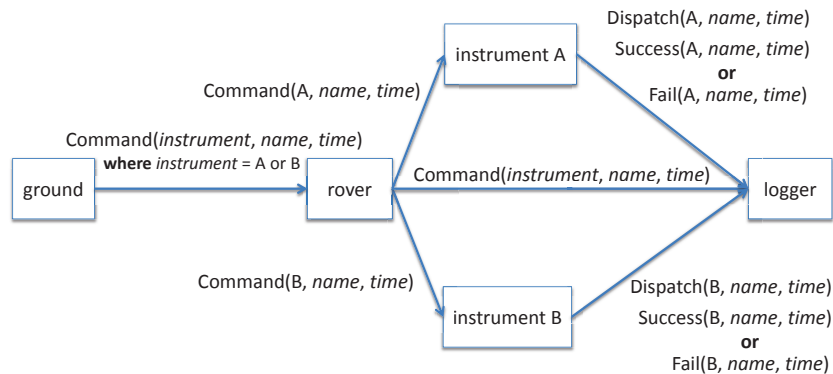 Dispatch(A, name, time)
Success(A, name, time)
or
Fail(A, name, time)
instrument A
Command(A, name, time)
Command(instrument, name, time)
where instrument = A or B
ground
rover
Command(instrument, name, time)
logger
Command(B, name, time)
instrument B
Dispatch(B, name, time)
Success(B, name, time)
or
Fail(B, name, time)